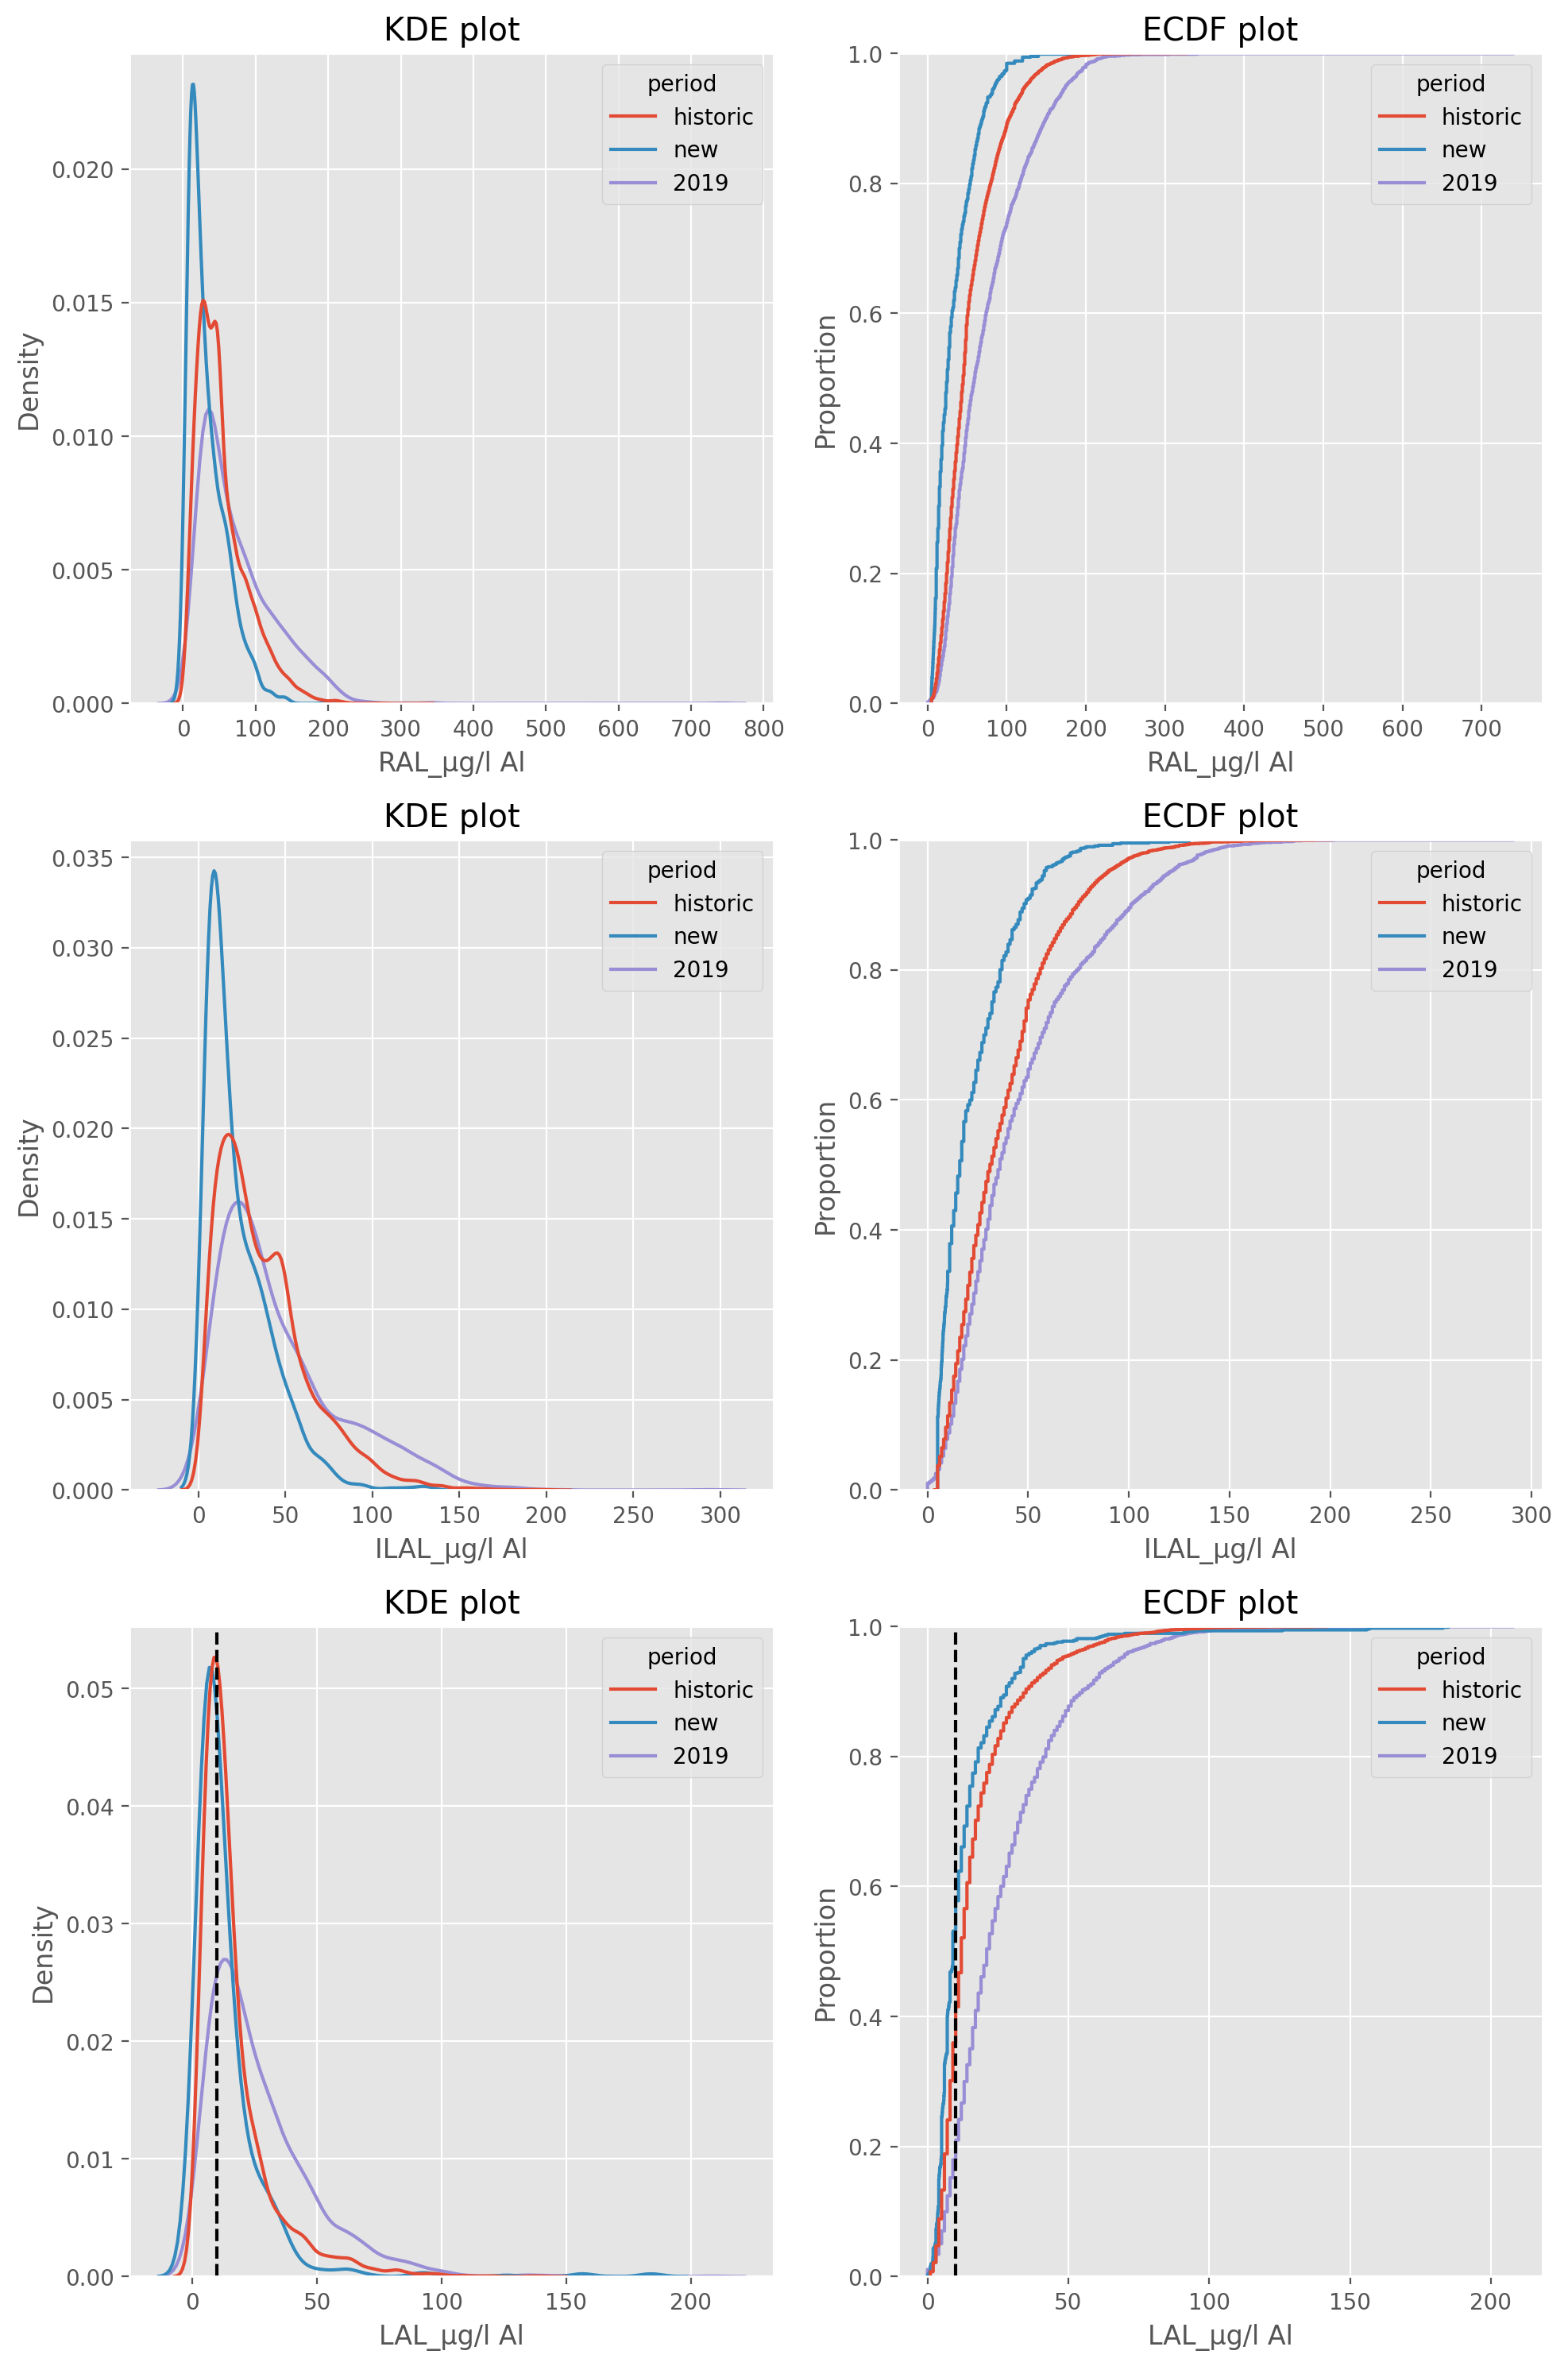 KDE plot
period
historic
new
2019
0.020
0.015
0.010
0.005
0.000
Density
0 100 200 300 400 500 600 700 800
RAL_µg/l Al
ECDF plot
period
historic
new
2019
1.0
0.8
0.6
0.4
0.2
0.0
Proportion
0 100 200 300 400 500 600 700
RAL_µg/l Al
KDE plot
period
historic
new
2019
0.035
0.030
0.025
0.020
0.015
0.010
0.005
0.000
Density
0 50 100 150 200 250 300
ILAL_µg/l Al
ECDF plot
period
historic
new
2019
1.0
0.8
0.6
0.4
0.2
0.0
Proportion
0 50 100 150 200 250 300
ILAL_µg/l Al
KDE plot
period
historic
new
2019
0.05
0.04
0.03
0.02
0.01
0.00
Density
0 50 100 150 200
LAL_µg/l Al
ECDF plot
period
historic
new
2019
1.0
0.8
0.6
0.4
0.2
0.0
Proportion
0 50 100 150 200
LAL_µg/l Al